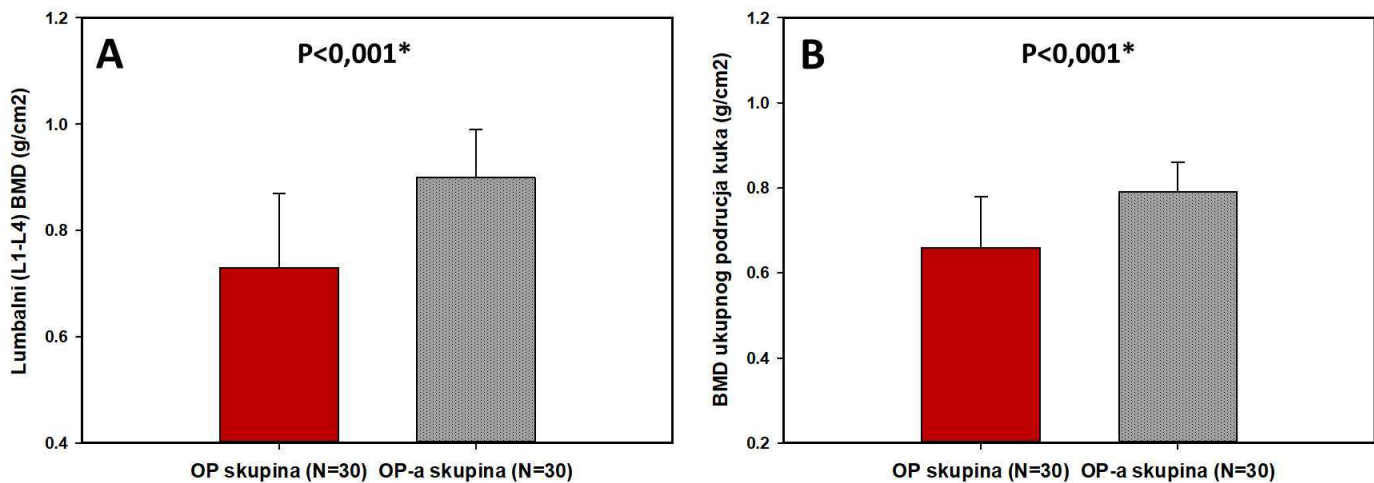 A
P<0,001*
Lumbalni (L1-L4) BMD (g/cm2)
1.2
1.0
0.8
0.6
0.4
OP skupina (N=30) OP-a skupina (N=30)
B
P<0,001*
BMD ukupnog podrucja kuka (g/cm2)
1.2
1.0
0.8
0.6
0.4
0.2
OP skupina (N=30) OP-a skupina (N=30)